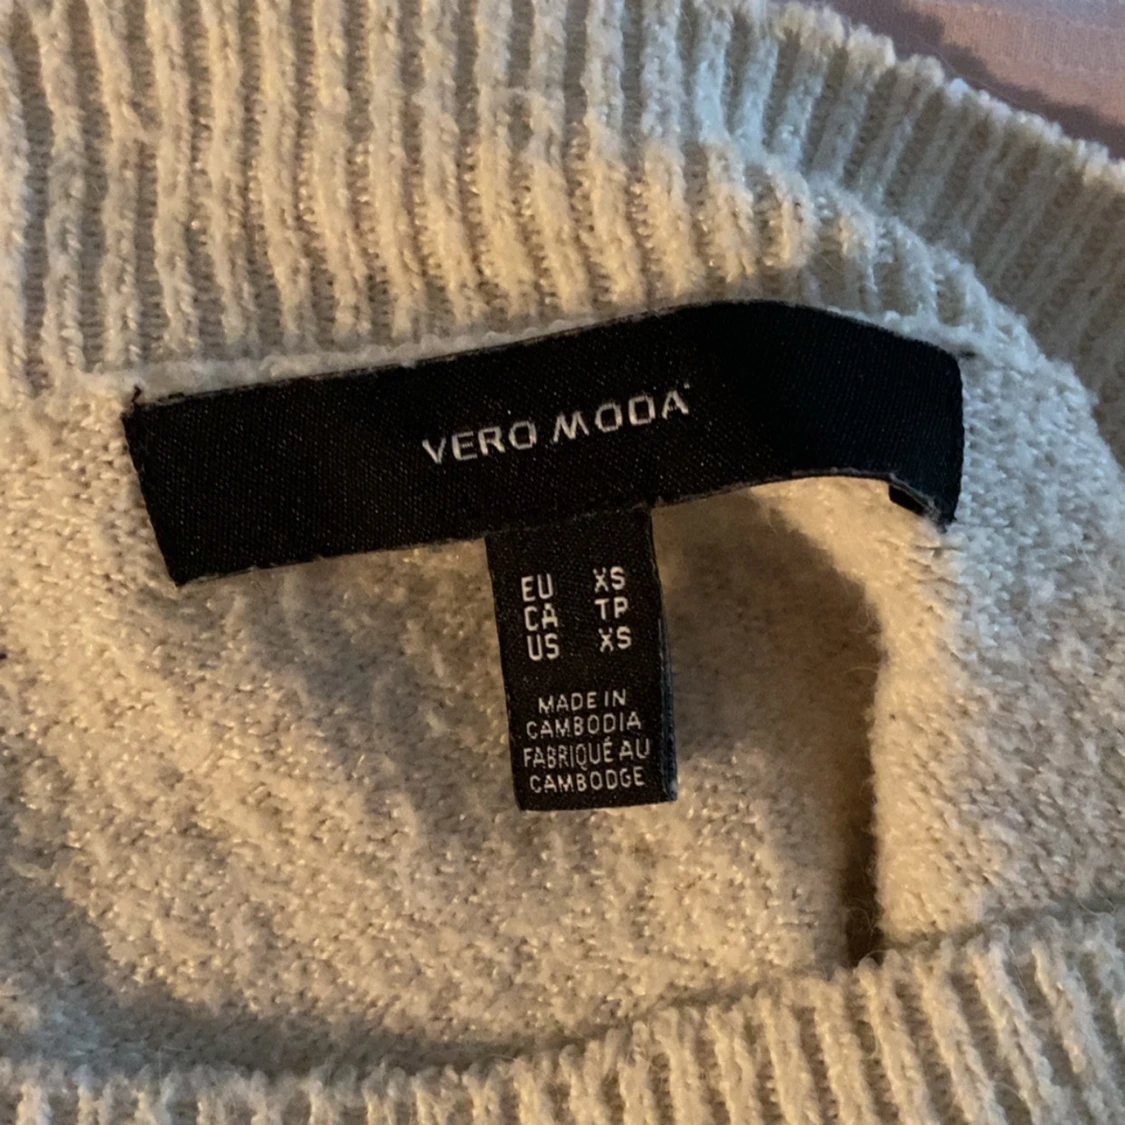 VERO MODA
EU XS
CA TP
US XS
MADE IN
CAMBODIA
FABRIQUÉ AU
CAMBODGE